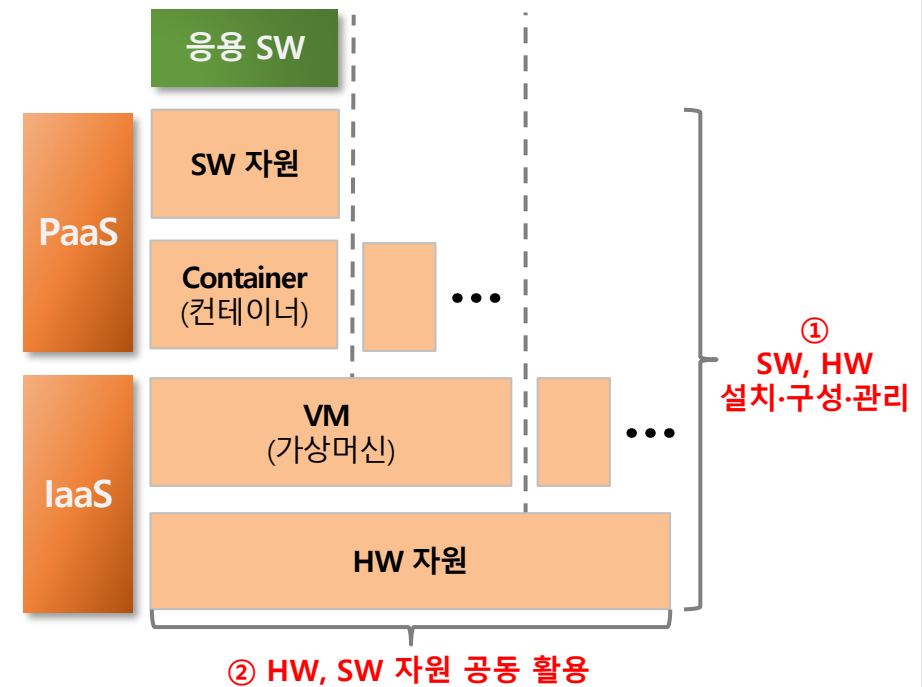 응용 SW
PaaS
SW 자원
Container
(컨테이너)
•••
①
SW, HW
설치·구성·관리
IaaS
VM
(가상머신)
•••
HW 자원
② HW, SW 자원 공동 활용